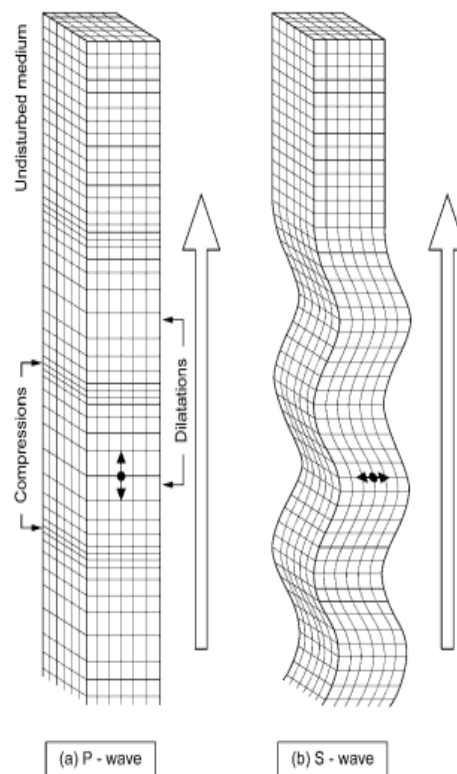 Undisturbed medium
Compressions
Dilatations
(a) P - wave
(b) S - wave